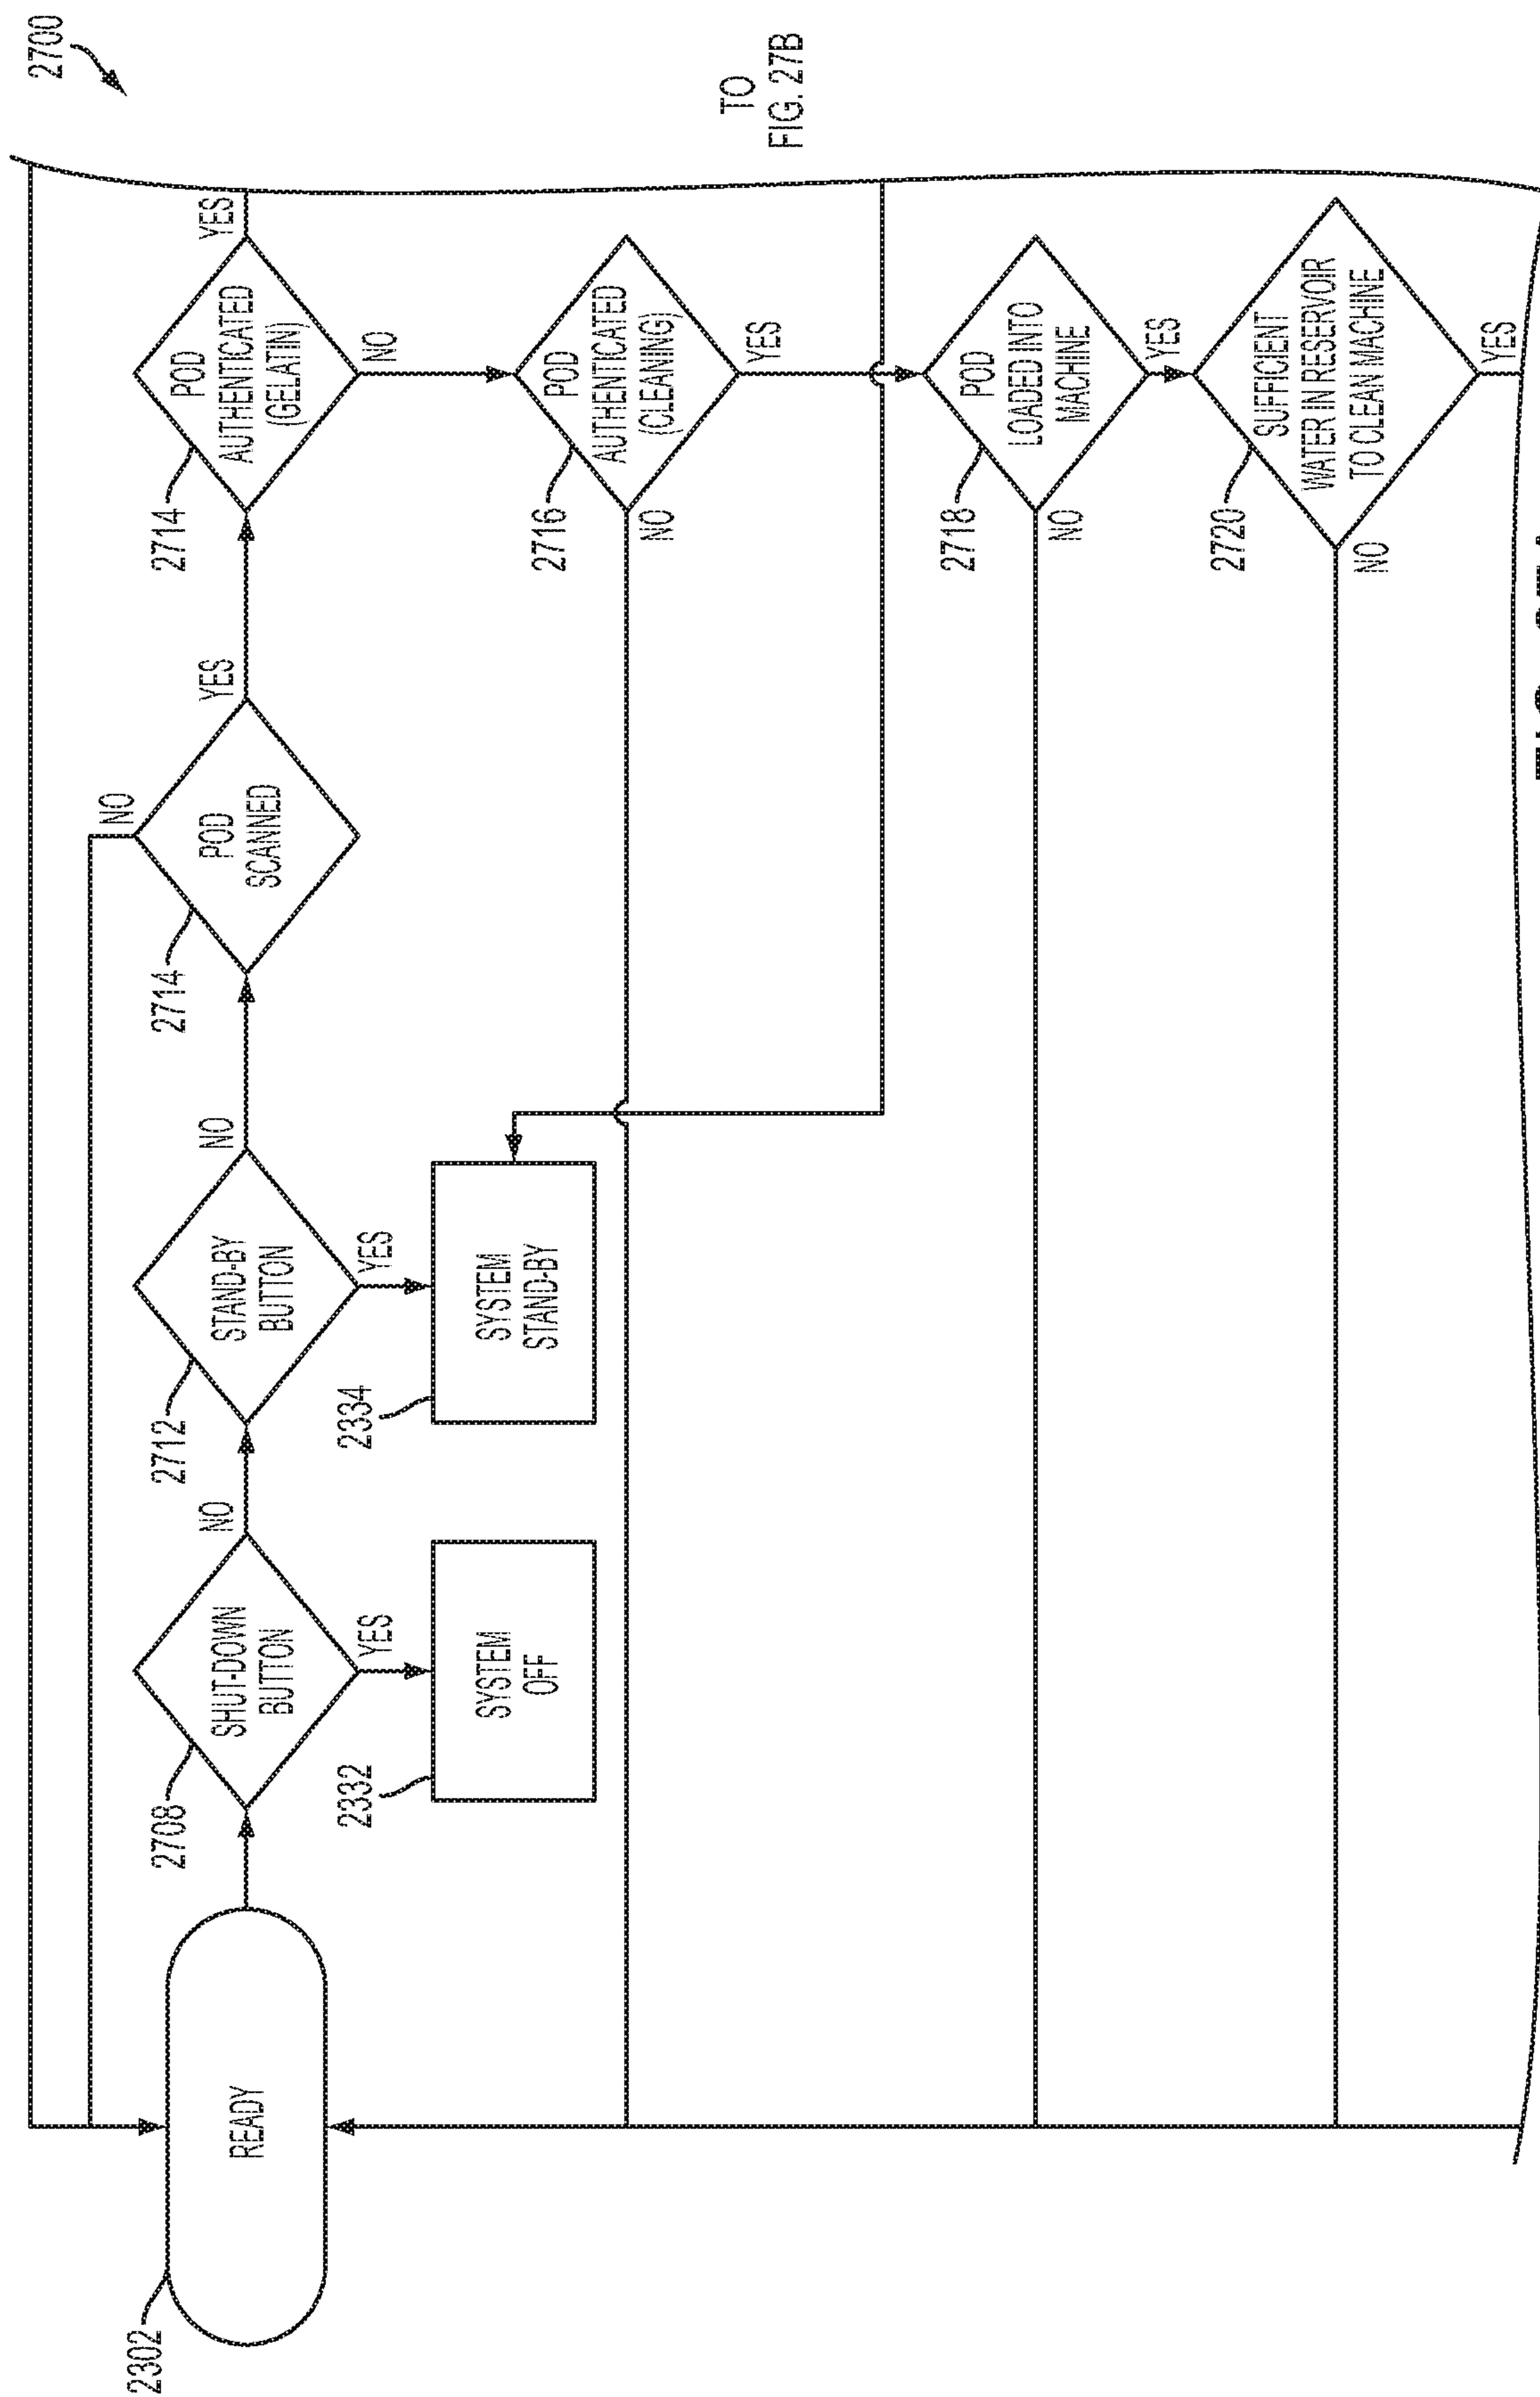 2700
TO
FIG. 27B
2302
READY
2708
SHUT-DOWN
BUTTON
NO
YES
2332
SYSTEM
OFF
2712
STAND-BY
BUTTON
NO
YES
2334
SYSTEM
STAND-BY
2714
POD
SCANNED
NO
YES
2714
POD
AUTHENTICATED
(GELATIN)
YES
NO
2716
POD
AUTHENTICATED
(CLEANING)
NO
YES
2718
POD
LOADED INTO
MACHINE
NO
YES
2720
SUFFICIENT
WATER IN RESERVOIR
TO CLEAN MACHINE
NO
YES